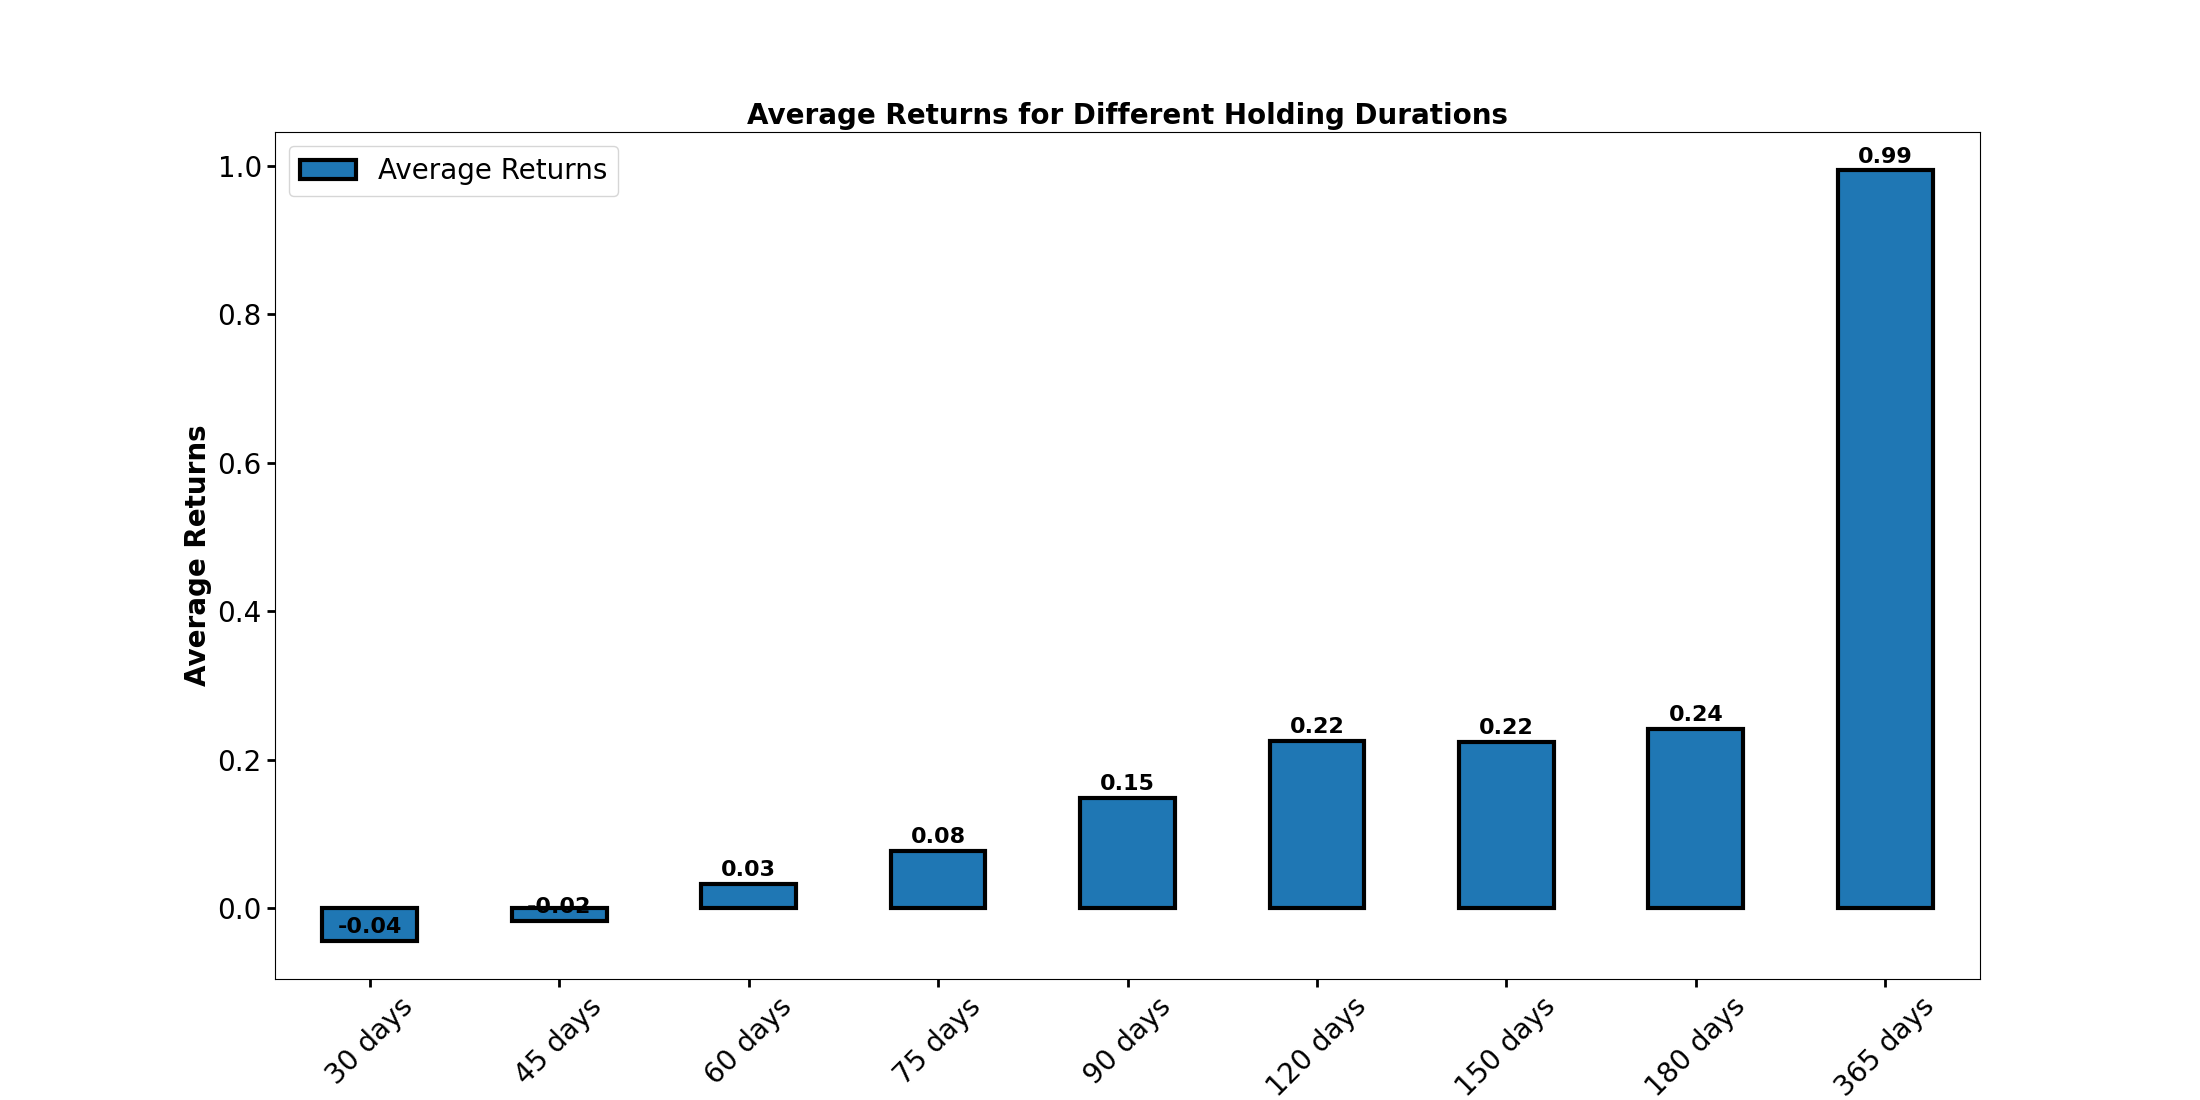 Average Returns for Different Holding Durations
Average Returns
Average Returns
1.0
0.8
0.6
0.4
0.2
0.0
-0.04
-0.02
0.03
0.08
0.15
0.22
0.22
0.24
0.99
30 days
45 days
60 days
75 days
90 days
120 days
150 days
180 days
365 days